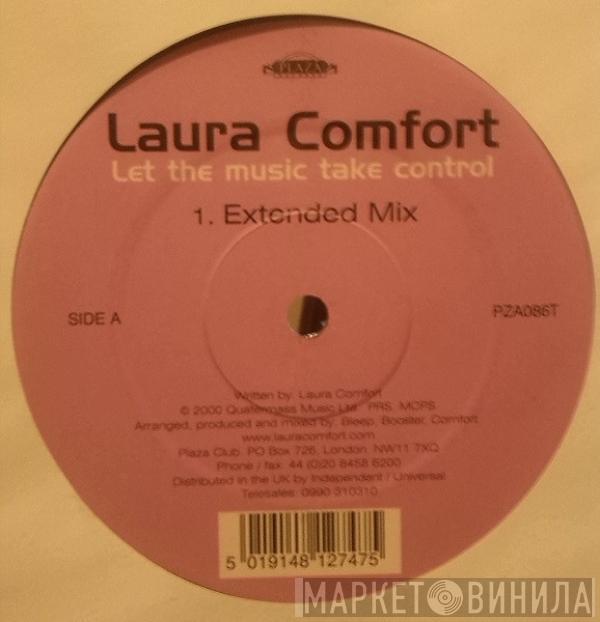 PLAZA
Laura Comfort
Let the music take control
1. Extended Mix
SIDE A
PZA086T
Written by: Laura Comfort
© 2000 Quatermass Music Ltd. PRS. MCPS.
Arranged, produced and mixed by: Bleep, Booster, Comfort
www.lauracomfort.com
Plaza Club. PO Box 726, London. NW11 7XQ
Phone / fax: 44 (0)20 8458 6200
Distributed in the UK by Independent / Universal
Telesales: 0990 310310
5 019148 127475
МАРКЕТ ВИНИЛА